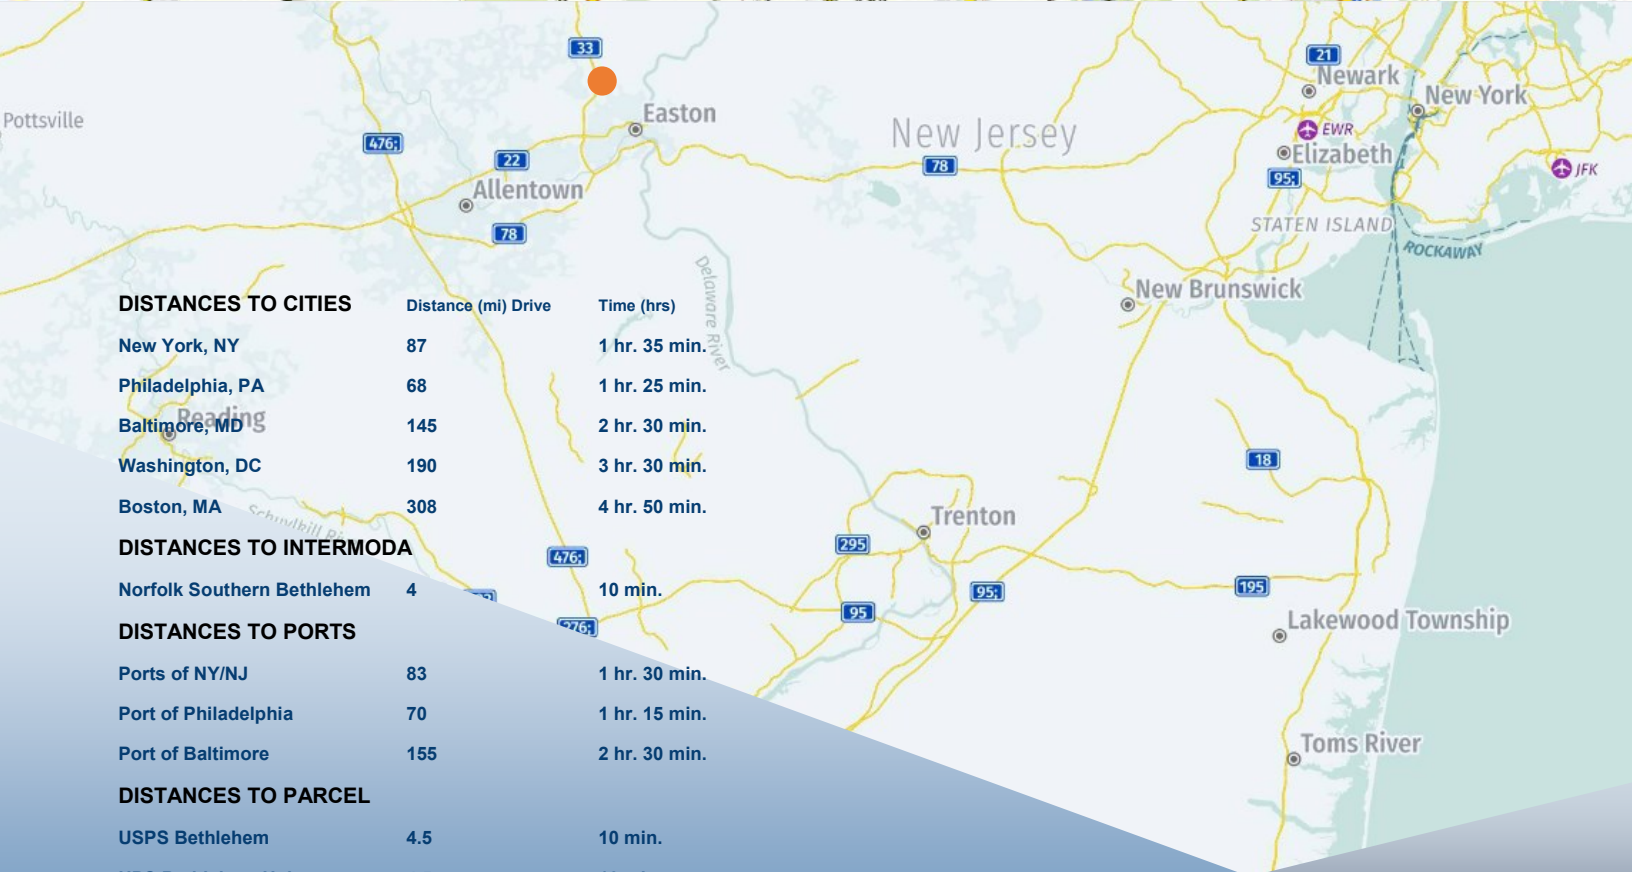 33
21
Newark
New York
Pottsville
Easton
EWR
New Jersey
476;
22
78
Elizabeth
JFK
95;
Allentown
STATEN ISLAND
78
ROCKAWAY
Delaware River
New Brunswick
DISTANCES TO CITIES Distance (mi) Drive Time (hrs)
New York, NY 87 1 hr. 35 min.
Philadelphia, PA 68 1 hr. 25 min.
Reading
Baltimore, MD 145 2 hr. 30 min.
Washington, DC 190 3 hr. 30 min.
18
Boston, MA 308 4 hr. 50 min.
Schuylkill
Trenton
DISTANCES TO INTERMODA
295
476;
Norfolk Southern Bethlehem 4 10 min.
95;
195
95
276;
Lakewood Township
DISTANCES TO PORTS
Ports of NY/NJ 83 1 hr. 30 min.
Port of Philadelphia 70 1 hr. 15 min.
Toms River
Port of Baltimore 155 2 hr. 30 min.
DISTANCES TO PARCEL
USPS Bethlehem 4.5 10 min.